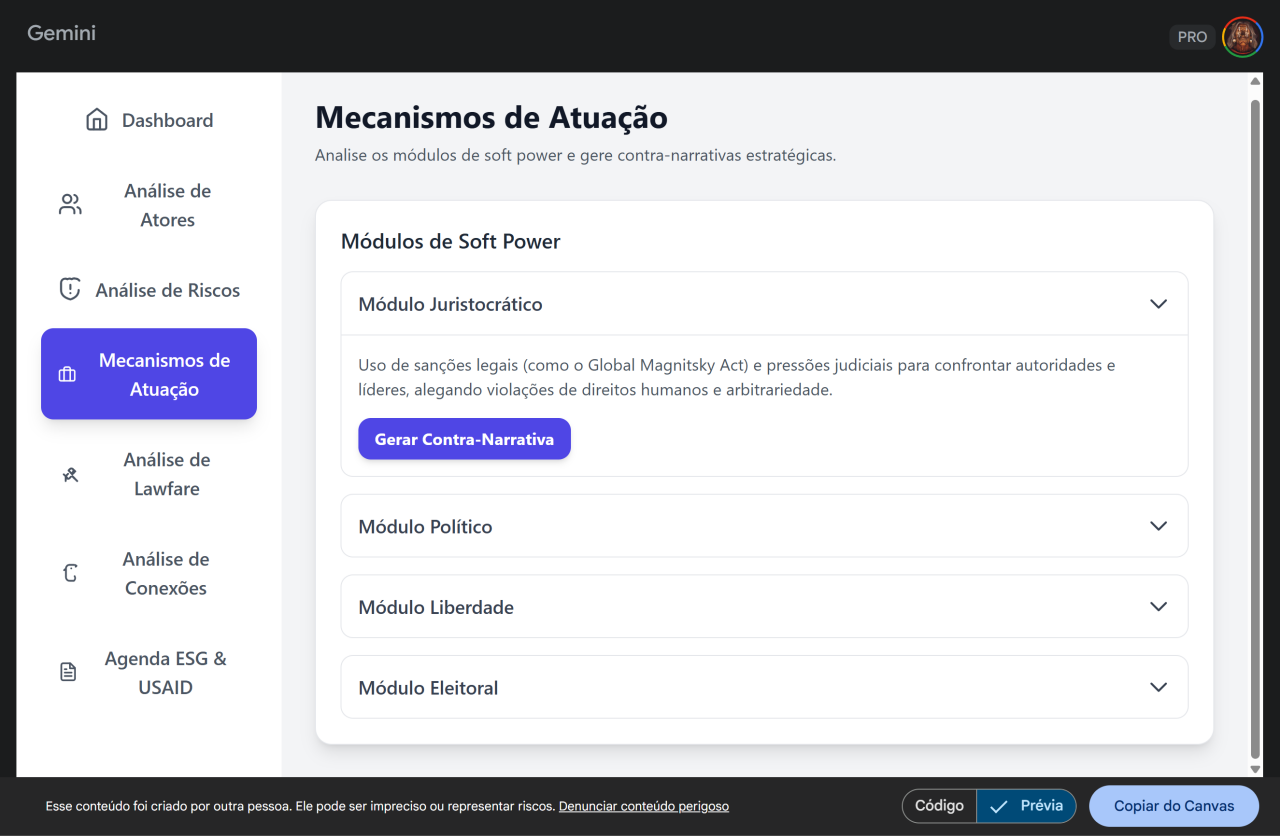 Gemini
PRO
Dashboard
Análise de
Atores
Análise de Riscos
Mecanismos de
Atuação
Análise de
Lawfare
Análise de
Conexões
Agenda ESG &
USAID
Mecanismos de Atuação
Analise os módulos de soft power e gere contra-narrativas estratégicas.
Módulos de Soft Power
Módulo Juristocrático
Uso de sanções legais (como o Global Magnitsky Act) e pressões judiciais para confrontar autoridades e
líderes, alegando violações de direitos humanos e arbitrariedade.
Gerar Contra-Narrativa
Módulo Político
Módulo Liberdade
Módulo Eleitoral
Esse conteúdo foi criado por outra pessoa. Ele pode ser impreciso ou representar riscos. Denunciar conteúdo perigoso
Código
Prévia
Copiar do Canvas